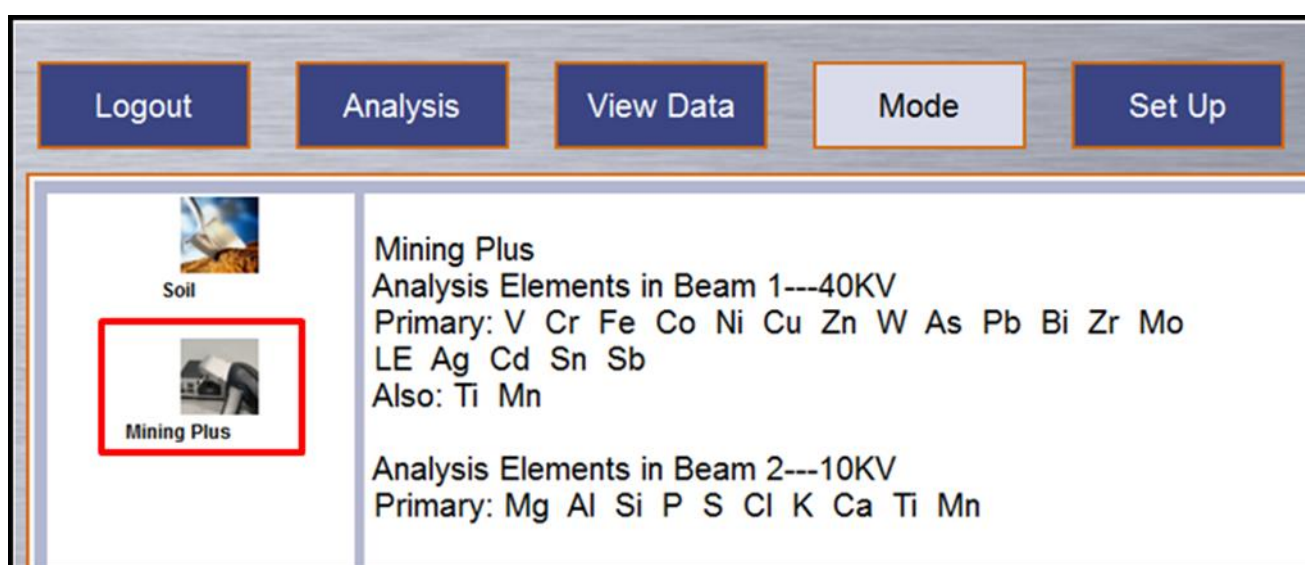 Logout Analysis View Data Mode Set Up
Soil
Mining Plus
Mining Plus
Analysis Elements in Beam 1---40KV
Primary: V Cr Fe Co Ni Cu Zn W As Pb Bi Zr Mo
LE Ag Cd Sn Sb
Also: Ti Mn
Analysis Elements in Beam 2---10KV
Primary: Mg Al Si P S Cl K Ca Ti Mn